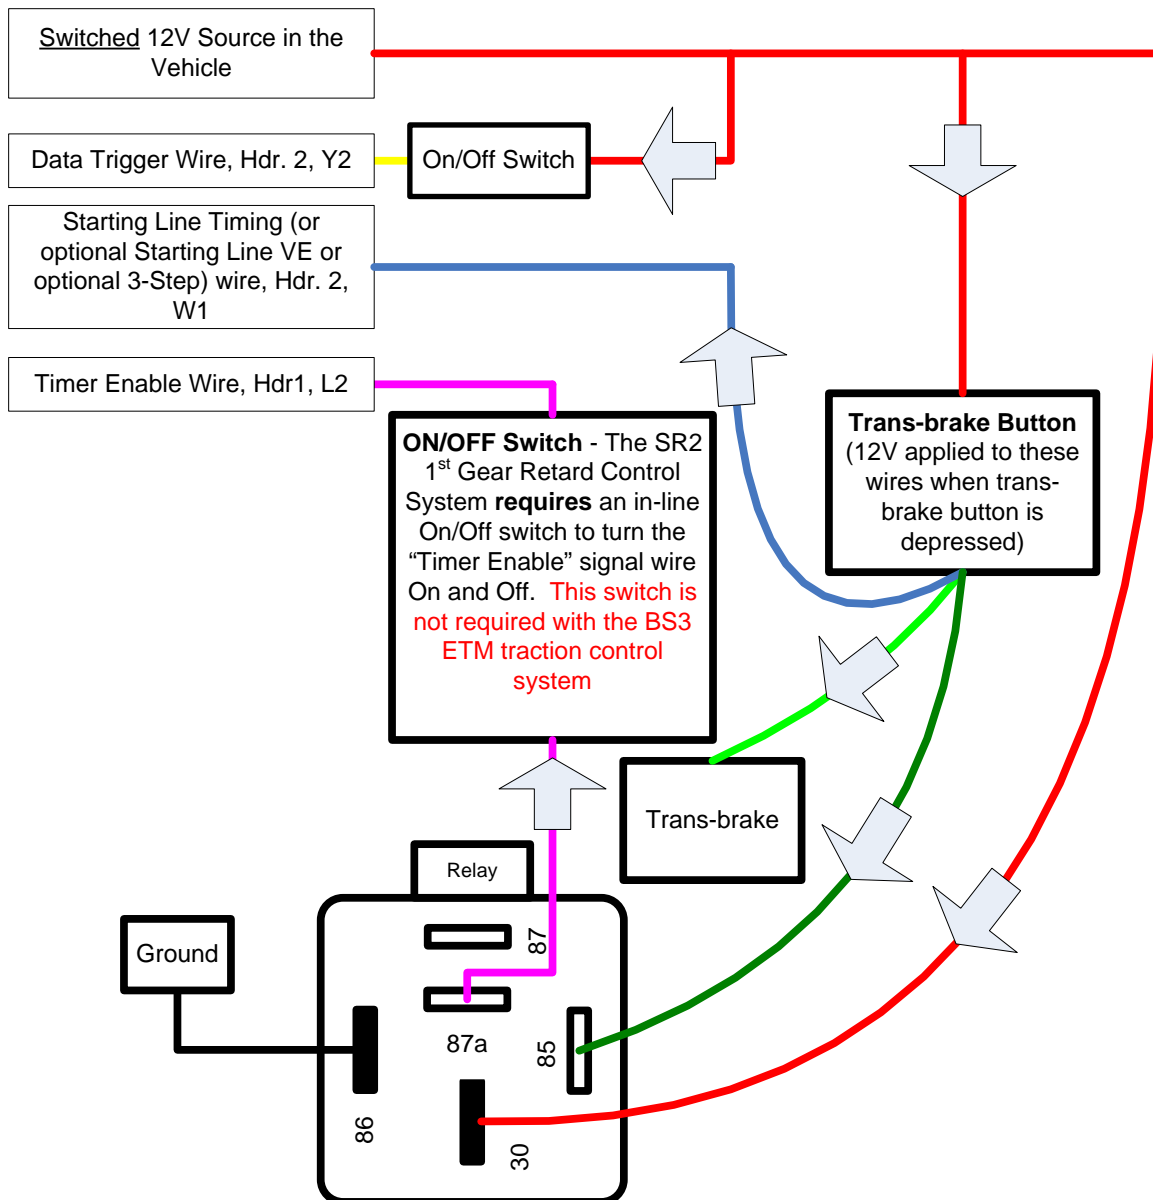 Switched 12V Source in the
Vehicle
Data Trigger Wire, Hdr. 2, Y2
On/Off Switch
Starting Line Timing (or
optional Starting Line VE or
optional 3-Step) wire, Hdr. 2,
W1
Timer Enable Wire, Hdr1, L2
ON/OFF Switch - The SR2
1st Gear Retard Control
System requires an in-line
On/Off switch to turn the
“Timer Enable” signal wire
On and Off. This switch is
not required with the BS3
ETM traction control
system
Trans-brake Button
(12V applied to these
wires when trans-
brake button is
depressed)
Trans-brake
Relay
Ground
87
87a
85
86
30